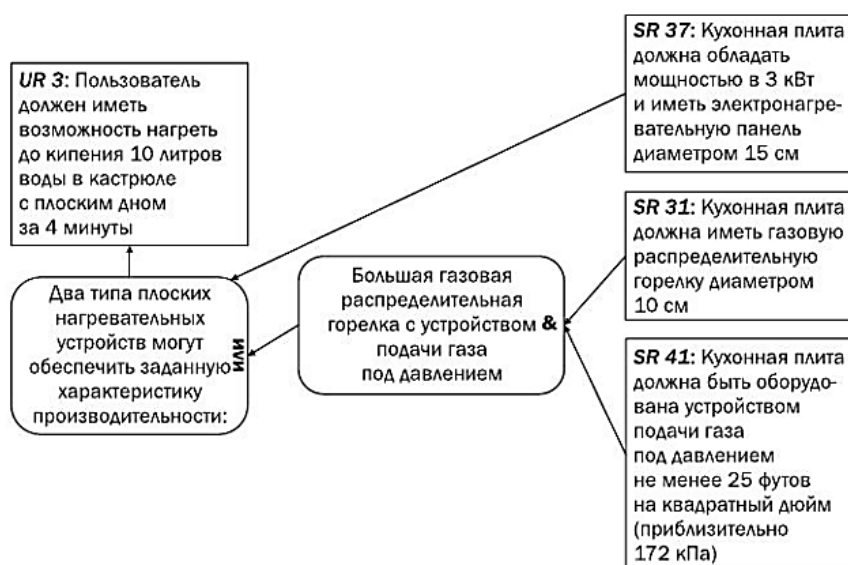 UR 3: Пользователь
должен иметь
возможность нагреть
до кипения 10 литров
воды в кастрюле
с плоским дном
за 4 минуты
Два типа плоских
нагревательных
устройств могут
обеспечить заданную
характеристику
производительности:
или
Большая газовая
распределительная
горелка с устройством
подачи газа
под давлением
&
SR 37: Кухонная плита
должна обладать
мощностью в 3 кВт
и иметь электронагре-
вательную панель
диаметром 15 см
SR 31: Кухонная плита
должна иметь газовую
распределительную
горелку диаметром
10 см
SR 41: Кухонная плита
должна быть оборудо-
вана устройством
подачи газа
под давлением
не менее 25 футов
на квадратный дюйм
(приблизительно
172 кПа)